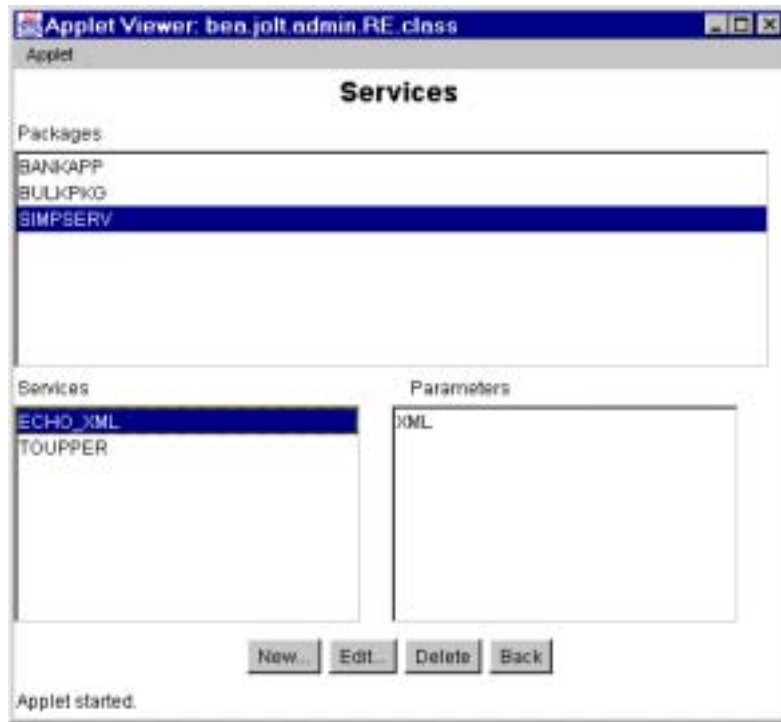 Applet Viewer: bea.jolt.admin.RE.class
Applet
Services
Packages
BANKAPP
BULKPKG
SIMPSERV
Services
Parameters
ECHO_XML
XML
TOUPPER
New...
Edit...
Delete
Back
Applet started.